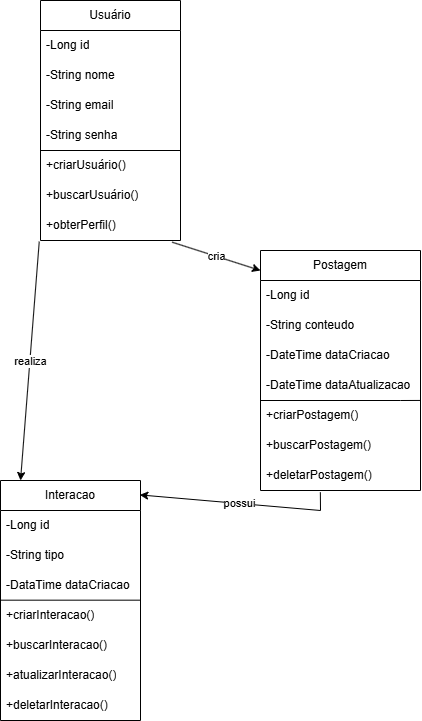 Usuário
-Long id
-String nome
-String email
-String senha
+criarUsuário()
+buscarUsuário()
+obterPerfil()
cria
Postagem
-Long id
-String conteudo
-DateTime dataCriacao
-DateTime dataAtualizacao
+criarPostagem()
+buscarPostagem()
+deletarPostagem()
realiza
possui
Interacao
-Long id
-String tipo
-DataTime dataCriacao
+criarInteracao()
+buscarInteracao()
+atualizarInteracao()
+deletarInteracao()